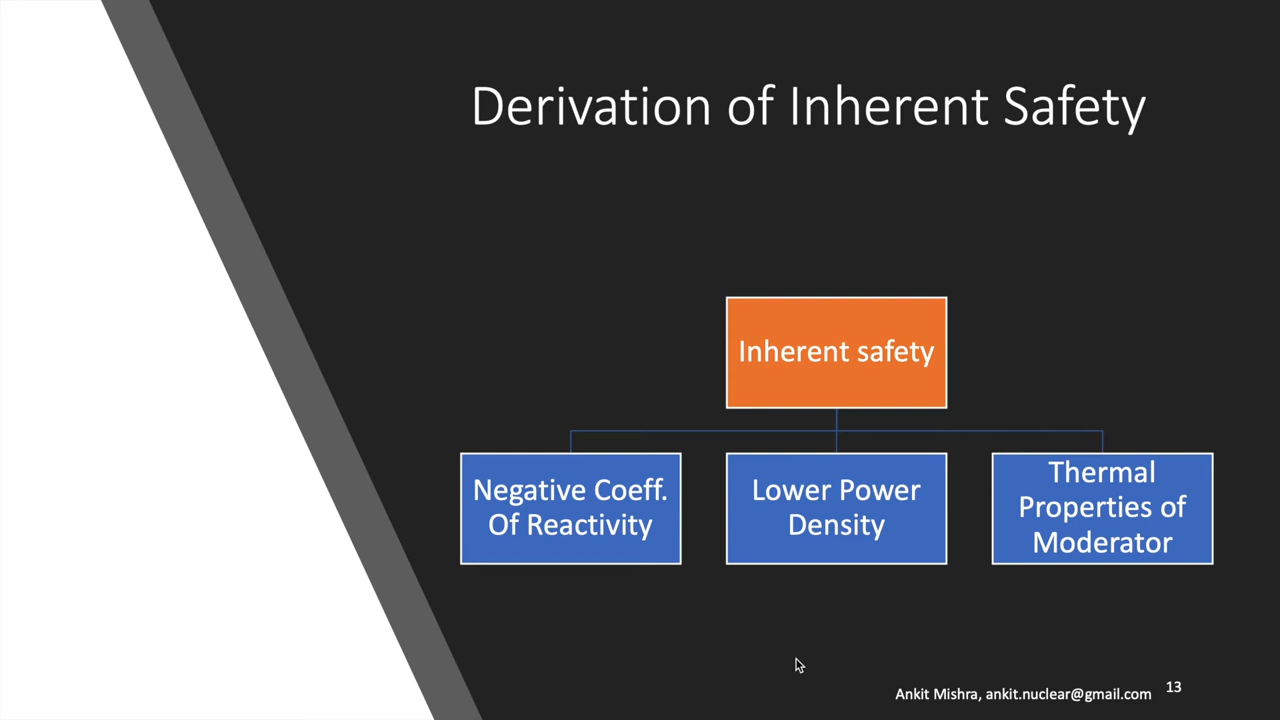 Derivation of Inherent Safety
Inherent safety
Negative Coeff.
Of Reactivity
Lower Power
Density
Thermal
Properties of
Moderator
Ankit Mishra, ankit.nuclear@gmail.com
13